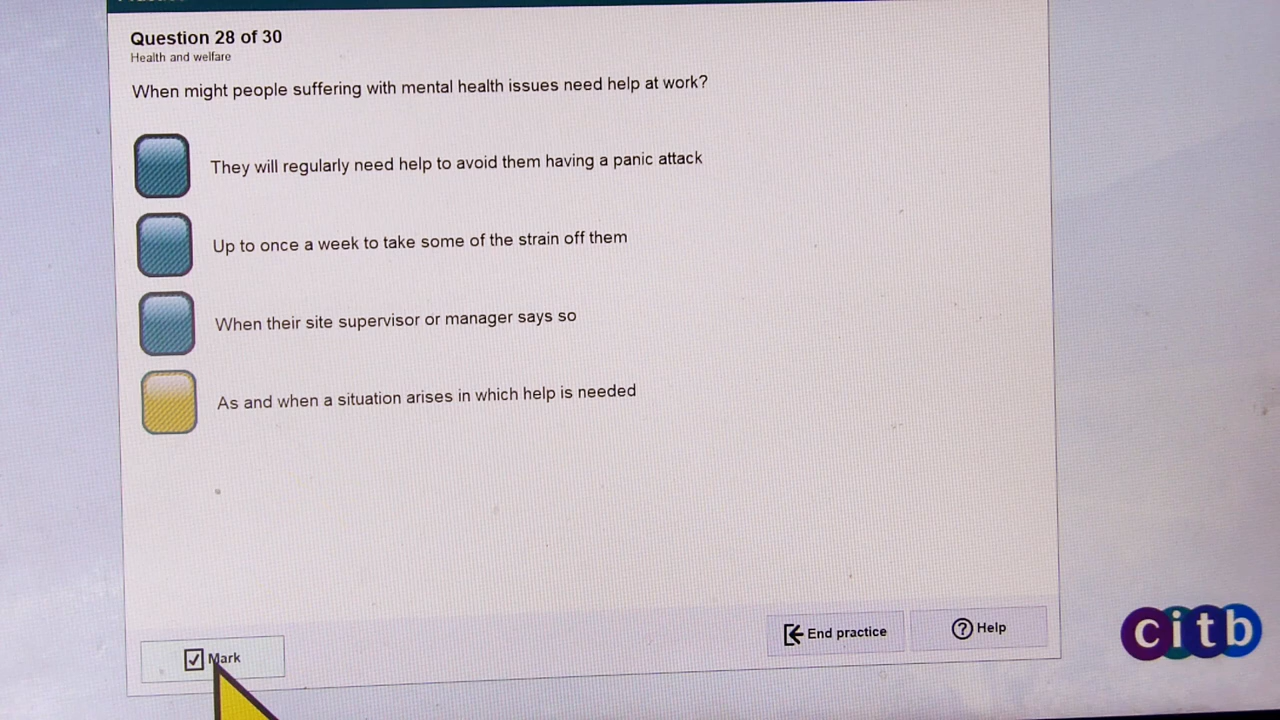 Question 28 of 30
Health and welfare
When might people suffering with mental health issues need help at work?
They will regularly need help to avoid them having a panic attack
Up to once a week to take some of the strain off them
When their site supervisor or manager says so
As and when a situation arises in which help is needed
Mark
End practice
Help
citb